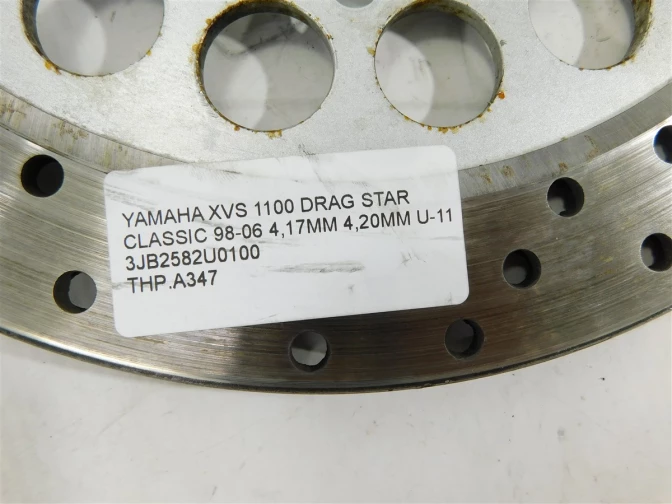 YAMAHA XVS 1100 DRAG STAR
CLASSIC 98-06 4,17MM 4,20MM U-11
3JB2582U0100
THP.A347